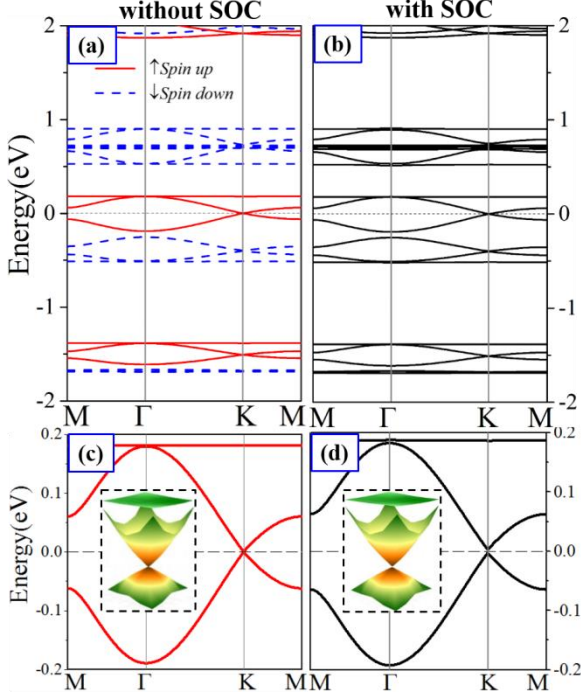 without SOC
with SOC
(a)
(b)
↑Spin up
↓Spin down
Energy(eV)
Energy(eV)
2
1
0
-1
-2
2
1
0
-1
-2
M Γ K M
M Γ K M
(c)
(d)
Energy(eV)
0.2
0.1
0.0
-0.1
-0.2
0.2
0.1
0.0
-0.1
-0.2
M Γ K M
M Γ K M